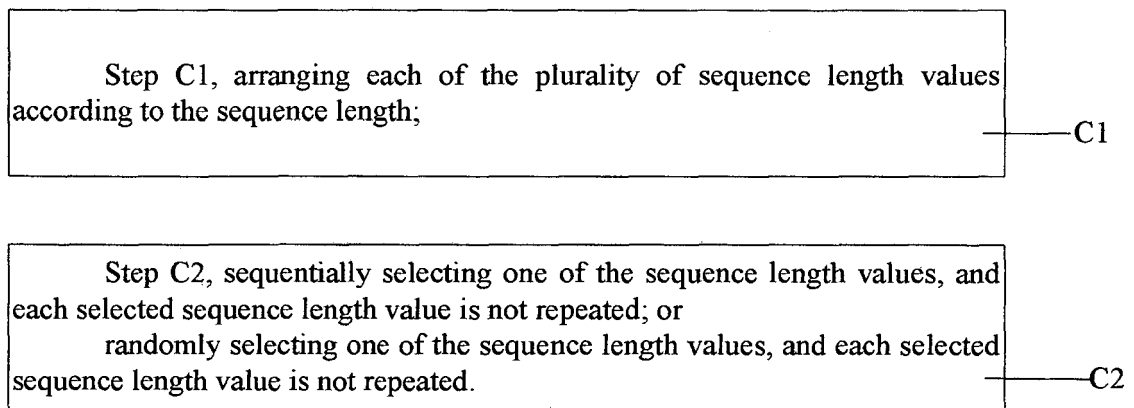 Step C1, arranging each of the plurality of sequence length values
according to the sequence length;
C1
Step C2, sequentially selecting one of the sequence length values, and
each selected sequence length value is not repeated; or
randomly selecting one of the sequence length values, and each selected
sequence length value is not repeated.
C2